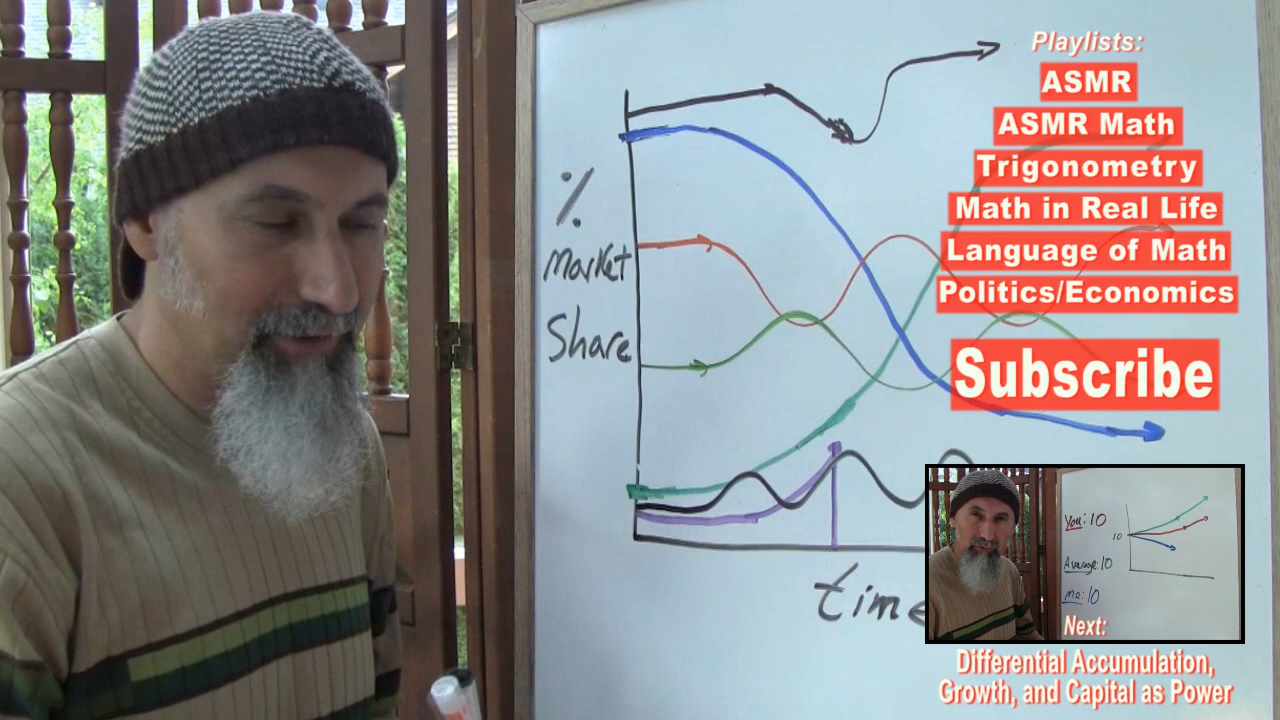 %
Market
Share
time
Playlists:
ASMR
ASMR Math
Trigonometry
Math in Real Life
Language of Math
Politics/Economics
Subscribe
You: 10
10
Average: 10
me: 10
Next:
Differential Accumulation,
Growth, and Capital as Power